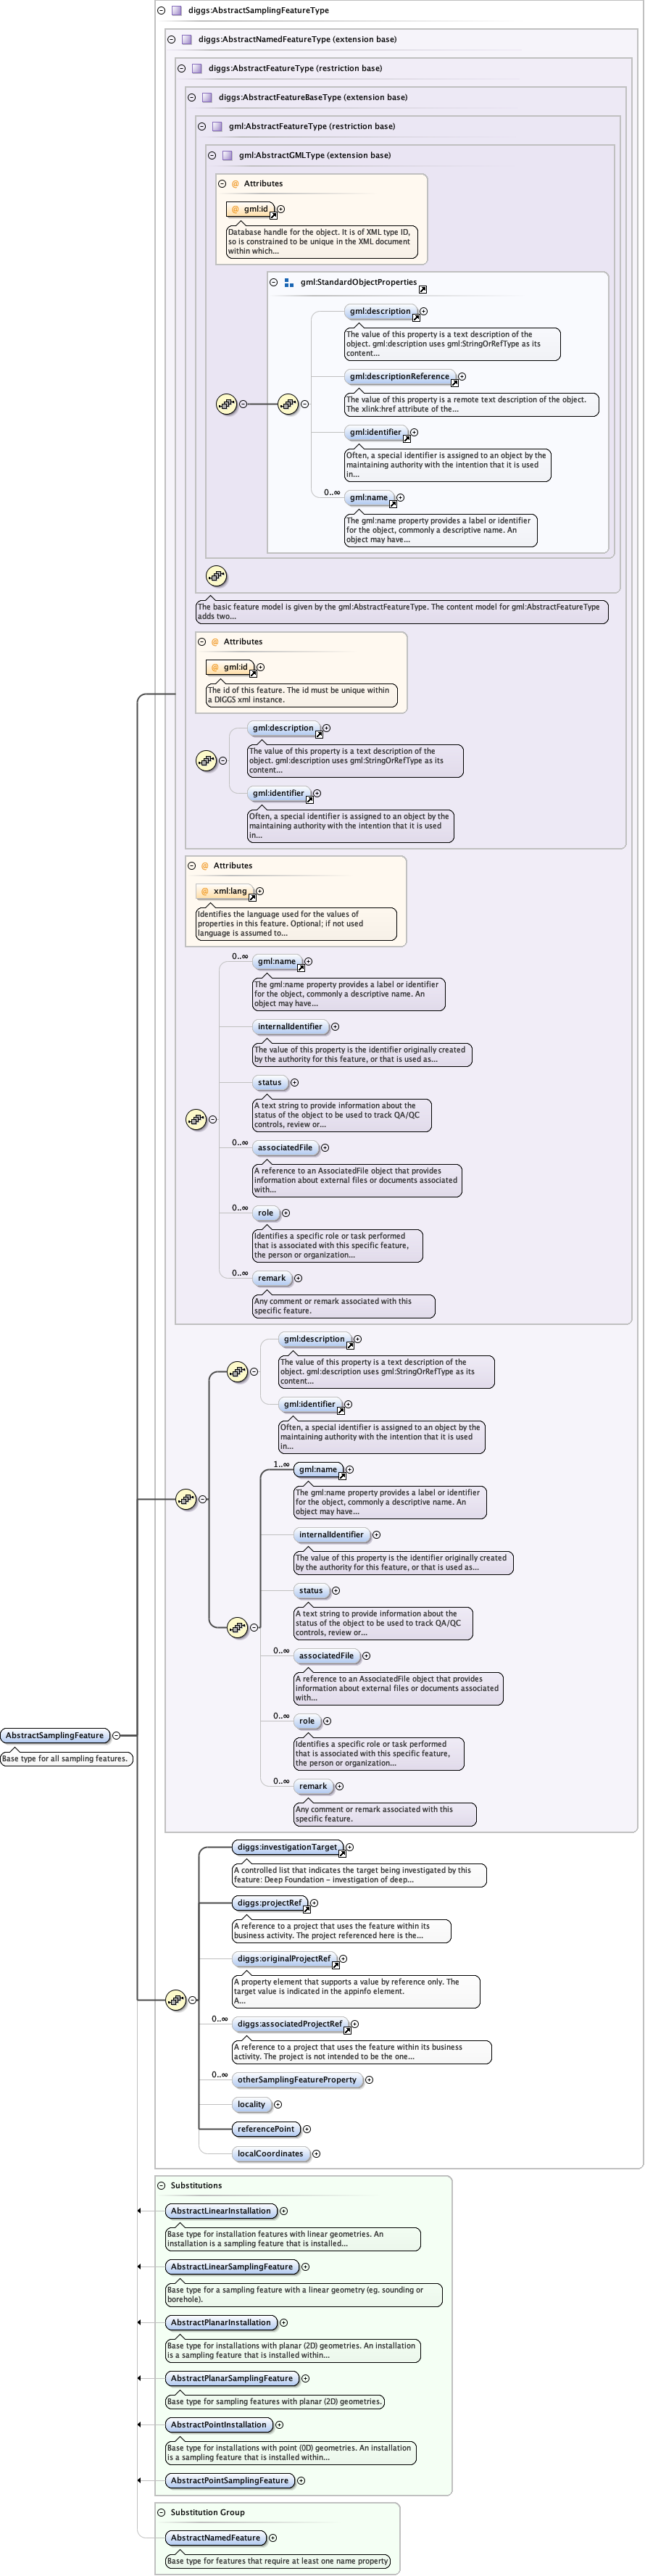 diggs:AbstractSamplingFeatureType
diggs:AbstractNamedFeatureType (extension base)
diggs:AbstractFeatureType (restriction base)
diggs:AbstractFeatureBaseType (extension base)
gml:AbstractFeatureType (restriction base)
gml:AbstractGMLType (extension base)
@ Attributes
@ gml:id
Database handle for the object. It is of XML type ID,
so is constrained to be unique in the XML document
within which...
gml:StandardObjectProperties
gml:description
The value of this property is a text description of the
object. gml:description uses gml:StringOrRefType as its
content...
gml:descriptionReference
The value of this property is a remote text description of the object.
The xlink:href attribute of the...
gml:identifier
Often, a special identifier is assigned to an object by the
maintaining authority with the intention that it is used
in...
0..∞
gml:name
The gml:name property provides a label or identifier
for the object, commonly a descriptive name. An
object may have...
The basic feature model is given by the gml:AbstractFeatureType. The content model for gml:AbstractFeatureType
adds two...
@ Attributes
@ gml:id
The id of this feature. The id must be unique within
a DIGGS xml instance.
gml:description
The value of this property is a text description of the
object. gml:description uses gml:StringOrRefType as its
content...
gml:identifier
Often, a special identifier is assigned to an object by the
maintaining authority with the intention that it is used
in...
@ Attributes
@ xml:lang
Identifies the language used for the values of
properties in this feature. Optional; if not used
language is assumed to...
0..∞
gml:name
The gml:name property provides a label or identifier
for the object, commonly a descriptive name. An
object may have...
internalIdentifier
The value of this property is the identifier originally created
by the authority for this feature, or that is used as...
status
A text string to provide information about the
status of the object to be used to track QA/QC
controls, review or...
0..∞
associatedFile
A reference to an AssociatedFile object that provides
information about external files or documents associated
with...
0..∞
role
Identifies a specific role or task performed
that is associated with this specific feature,
the person or organization...
0..∞
remark
Any comment or remark associated with this
specific feature.
gml:description
The value of this property is a text description of the
object. gml:description uses gml:StringOrRefType as its
content...
gml:identifier
Often, a special identifier is assigned to an object by the
maintaining authority with the intention that it is used
in...
1..∞
gml:name
The gml:name property provides a label or identifier
for the object, commonly a descriptive name. An
object may have...
internalIdentifier
The value of this property is the identifier originally created
by the authority for this feature, or that is used as...
status
A text string to provide information about the
status of the object to be used to track QA/QC
controls, review or...
0..∞
associatedFile
A reference to an AssociatedFile object that provides
information about external files or documents associated
with...
0..∞
role
Identifies a specific role or task performed
that is associated with this specific feature,
the person or organization...
0..∞
remark
Any comment or remark associated with this
specific feature.
AbstractSamplingFeature
Base type for all sampling features.
diggs:investigationTarget
A controlled list that indicates the target being investigated by this
feature: Deep Foundation – investigation of deep...
diggs:projectRef
A reference to a project that uses the feature within its
business activity. The project referenced here is the...
diggs:originalProjectRef
A property element that supports a value by reference only. The
target value is indicated in the appinfo element.
A...
0..∞
diggs:associatedProjectRef
A reference to a project that uses the feature within its business
activity. The project is not intended to be the one...
0..∞
otherSamplingFeatureProperty
locality
referencePoint
localCoordinates
Substitutions
AbstractLinearInstallation
Base type for installation features with linear geometries. An
installation is a sampling feature that is installed...
AbstractLinearSamplingFeature
Base type for a sampling feature with a linear geometry (eg. sounding or
borehole).
AbstractPlanarInstallation
Base type for installations with planar (2D) geometries. An installation
is a sampling feature that is installed within...
AbstractPlanarSamplingFeature
Base type for sampling features with planar (2D) geometries.
AbstractPointInstallation
Base type for installations with point (0D) geometries. An installation
is a sampling feature that is installed within...
AbstractPointSamplingFeature
Substitution Group
AbstractNamedFeature
Base type for features that require at least one name property